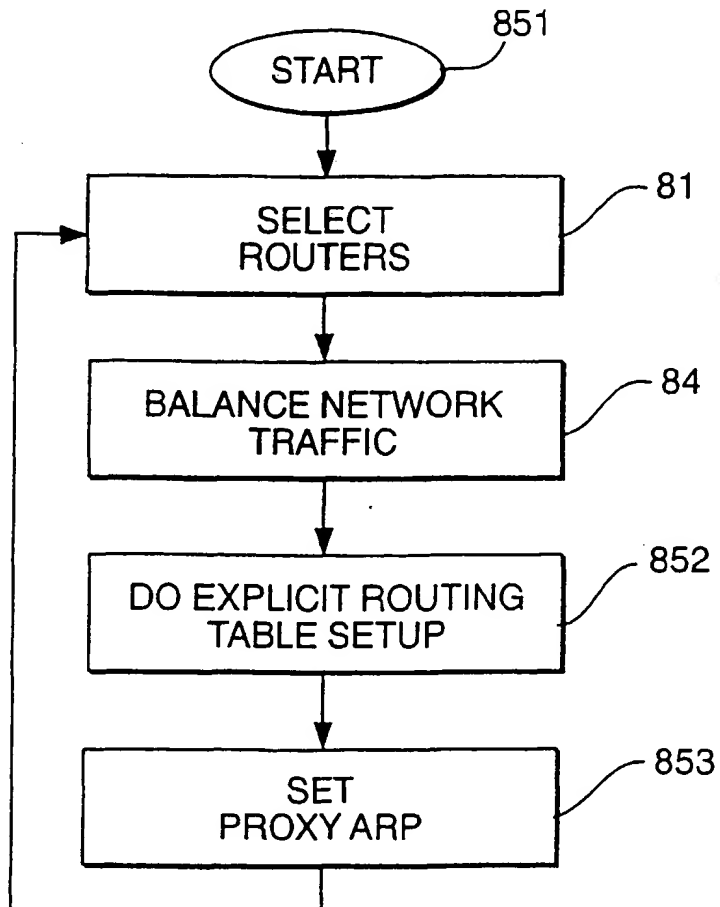 851
START
81
SELECT
ROUTERS
84
BALANCE NETWORK
TRAFFIC
852
DO EXPLICIT ROUTING
TABLE SETUP
853
SET
PROXY ARP